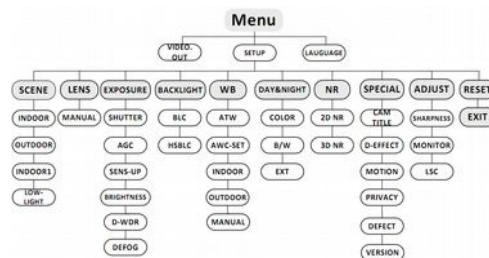 Menu
VIDEO. OUT
SETUP
LAUGUAGE
SCENE
LENS
EXPOSURE
BACKLIGHT
WB
DAY&NIGHT
NR
SPECIAL
ADJUST
RESET
INDOOR
MANUAL
SHUTTER
BLC
ATW
COLOR
2D NR
CAM
TITLE
SHARPNESS
EXIT
OUTDOOR
AGC
HSBLC
AWC-SET
B/W
3D NR
D-EFFECT
MONITOR
INDOOR1
SENS-UP
INDOOR
EXT
MOTION
LSC
LOW-
LIGHT
BRIGHTNESS
OUTDOOR
PRIVACY
D-WDR
MANUAL
DEFECT
DEFOG
VERSION